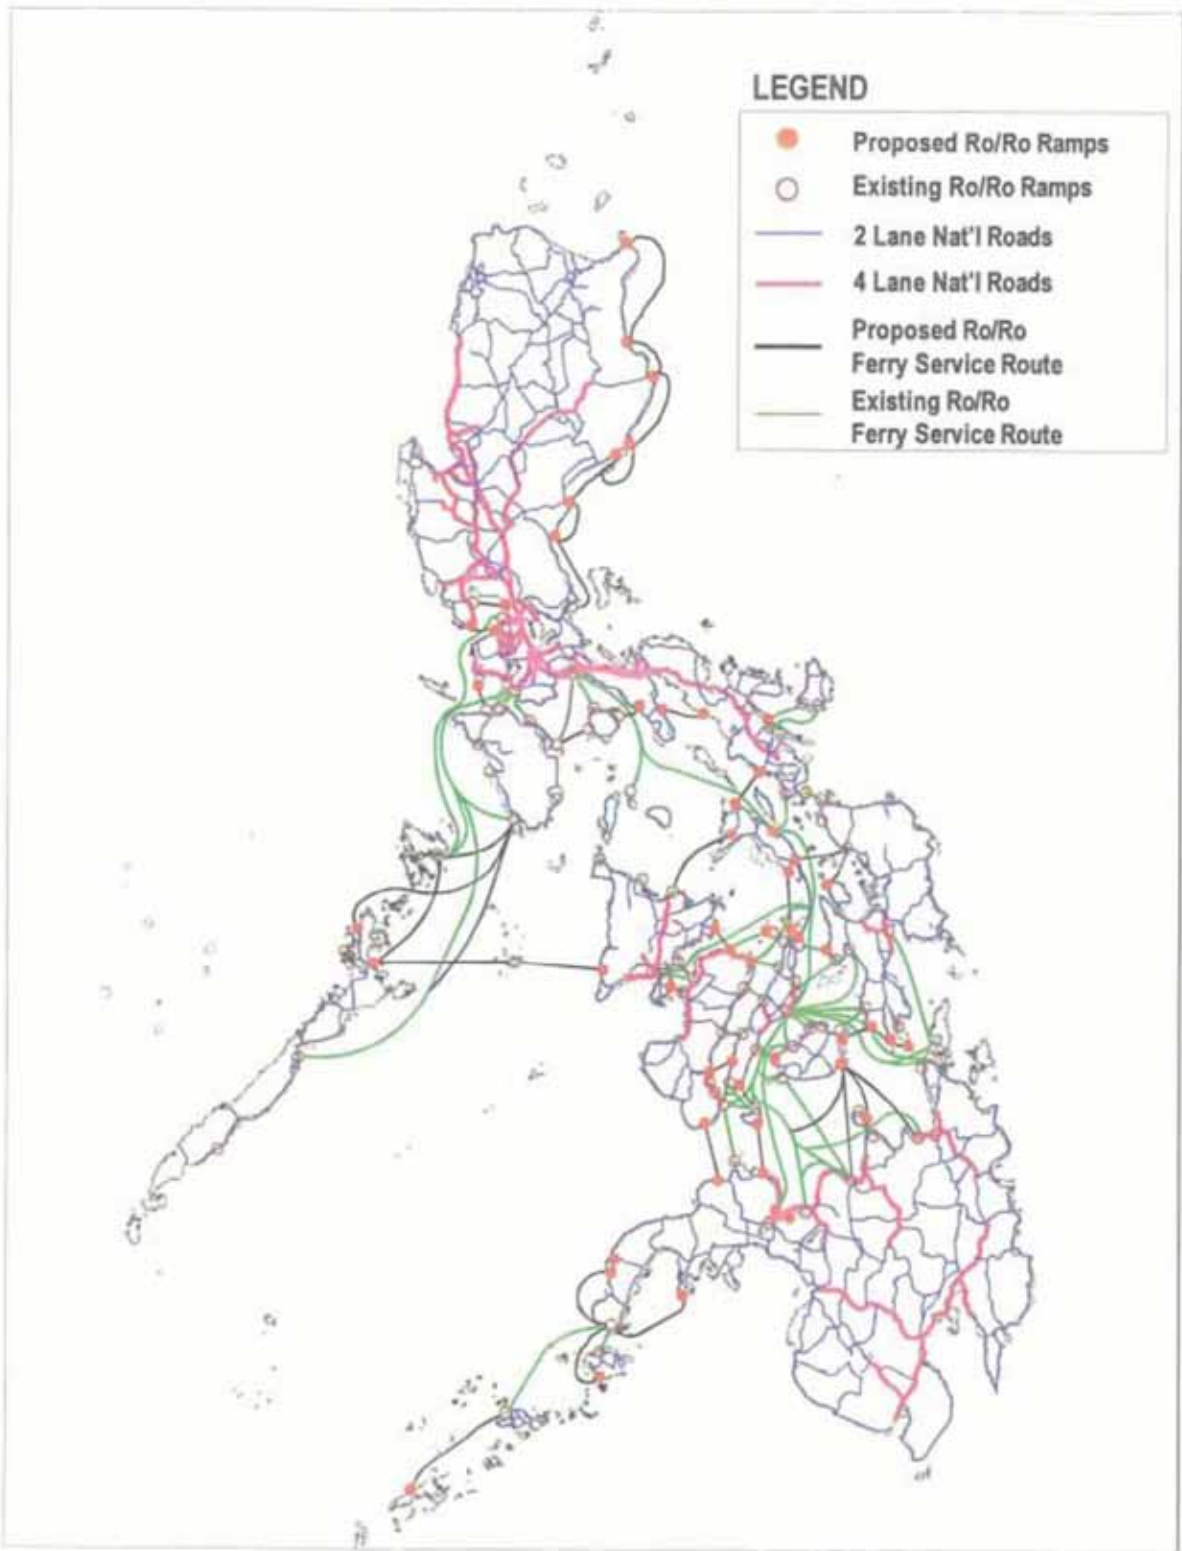 LEGEND
Proposed Ro/Ro Ramps
Existing Ro/Ro Ramps
2 Lane Nat'l Roads
4 Lane Nat'l Roads
Proposed Ro/Ro
Ferry Service Route
Existing Ro/Ro
Ferry Service Route